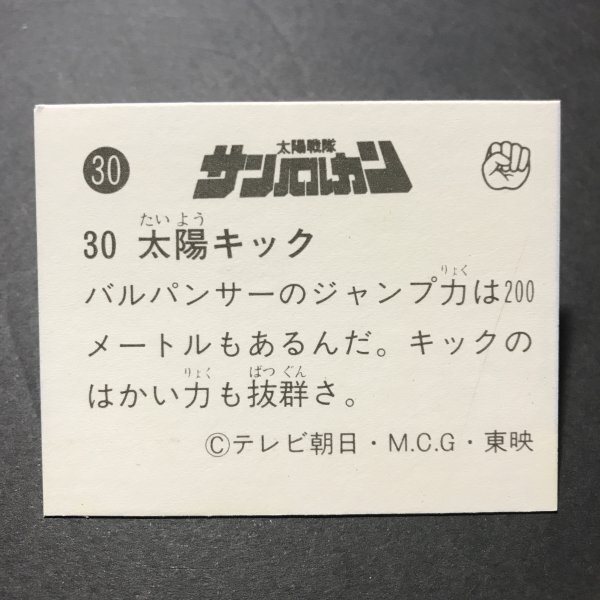 30
太陽戦隊
サンバルカン
たいよう
30 太陽キック
りょく
バルパンサーのジャンプ力は200
メートルもあるんだ。キックの
りょく ばつぐん
はかい力も抜群さ。
©テレビ朝日・M.C.G・東映